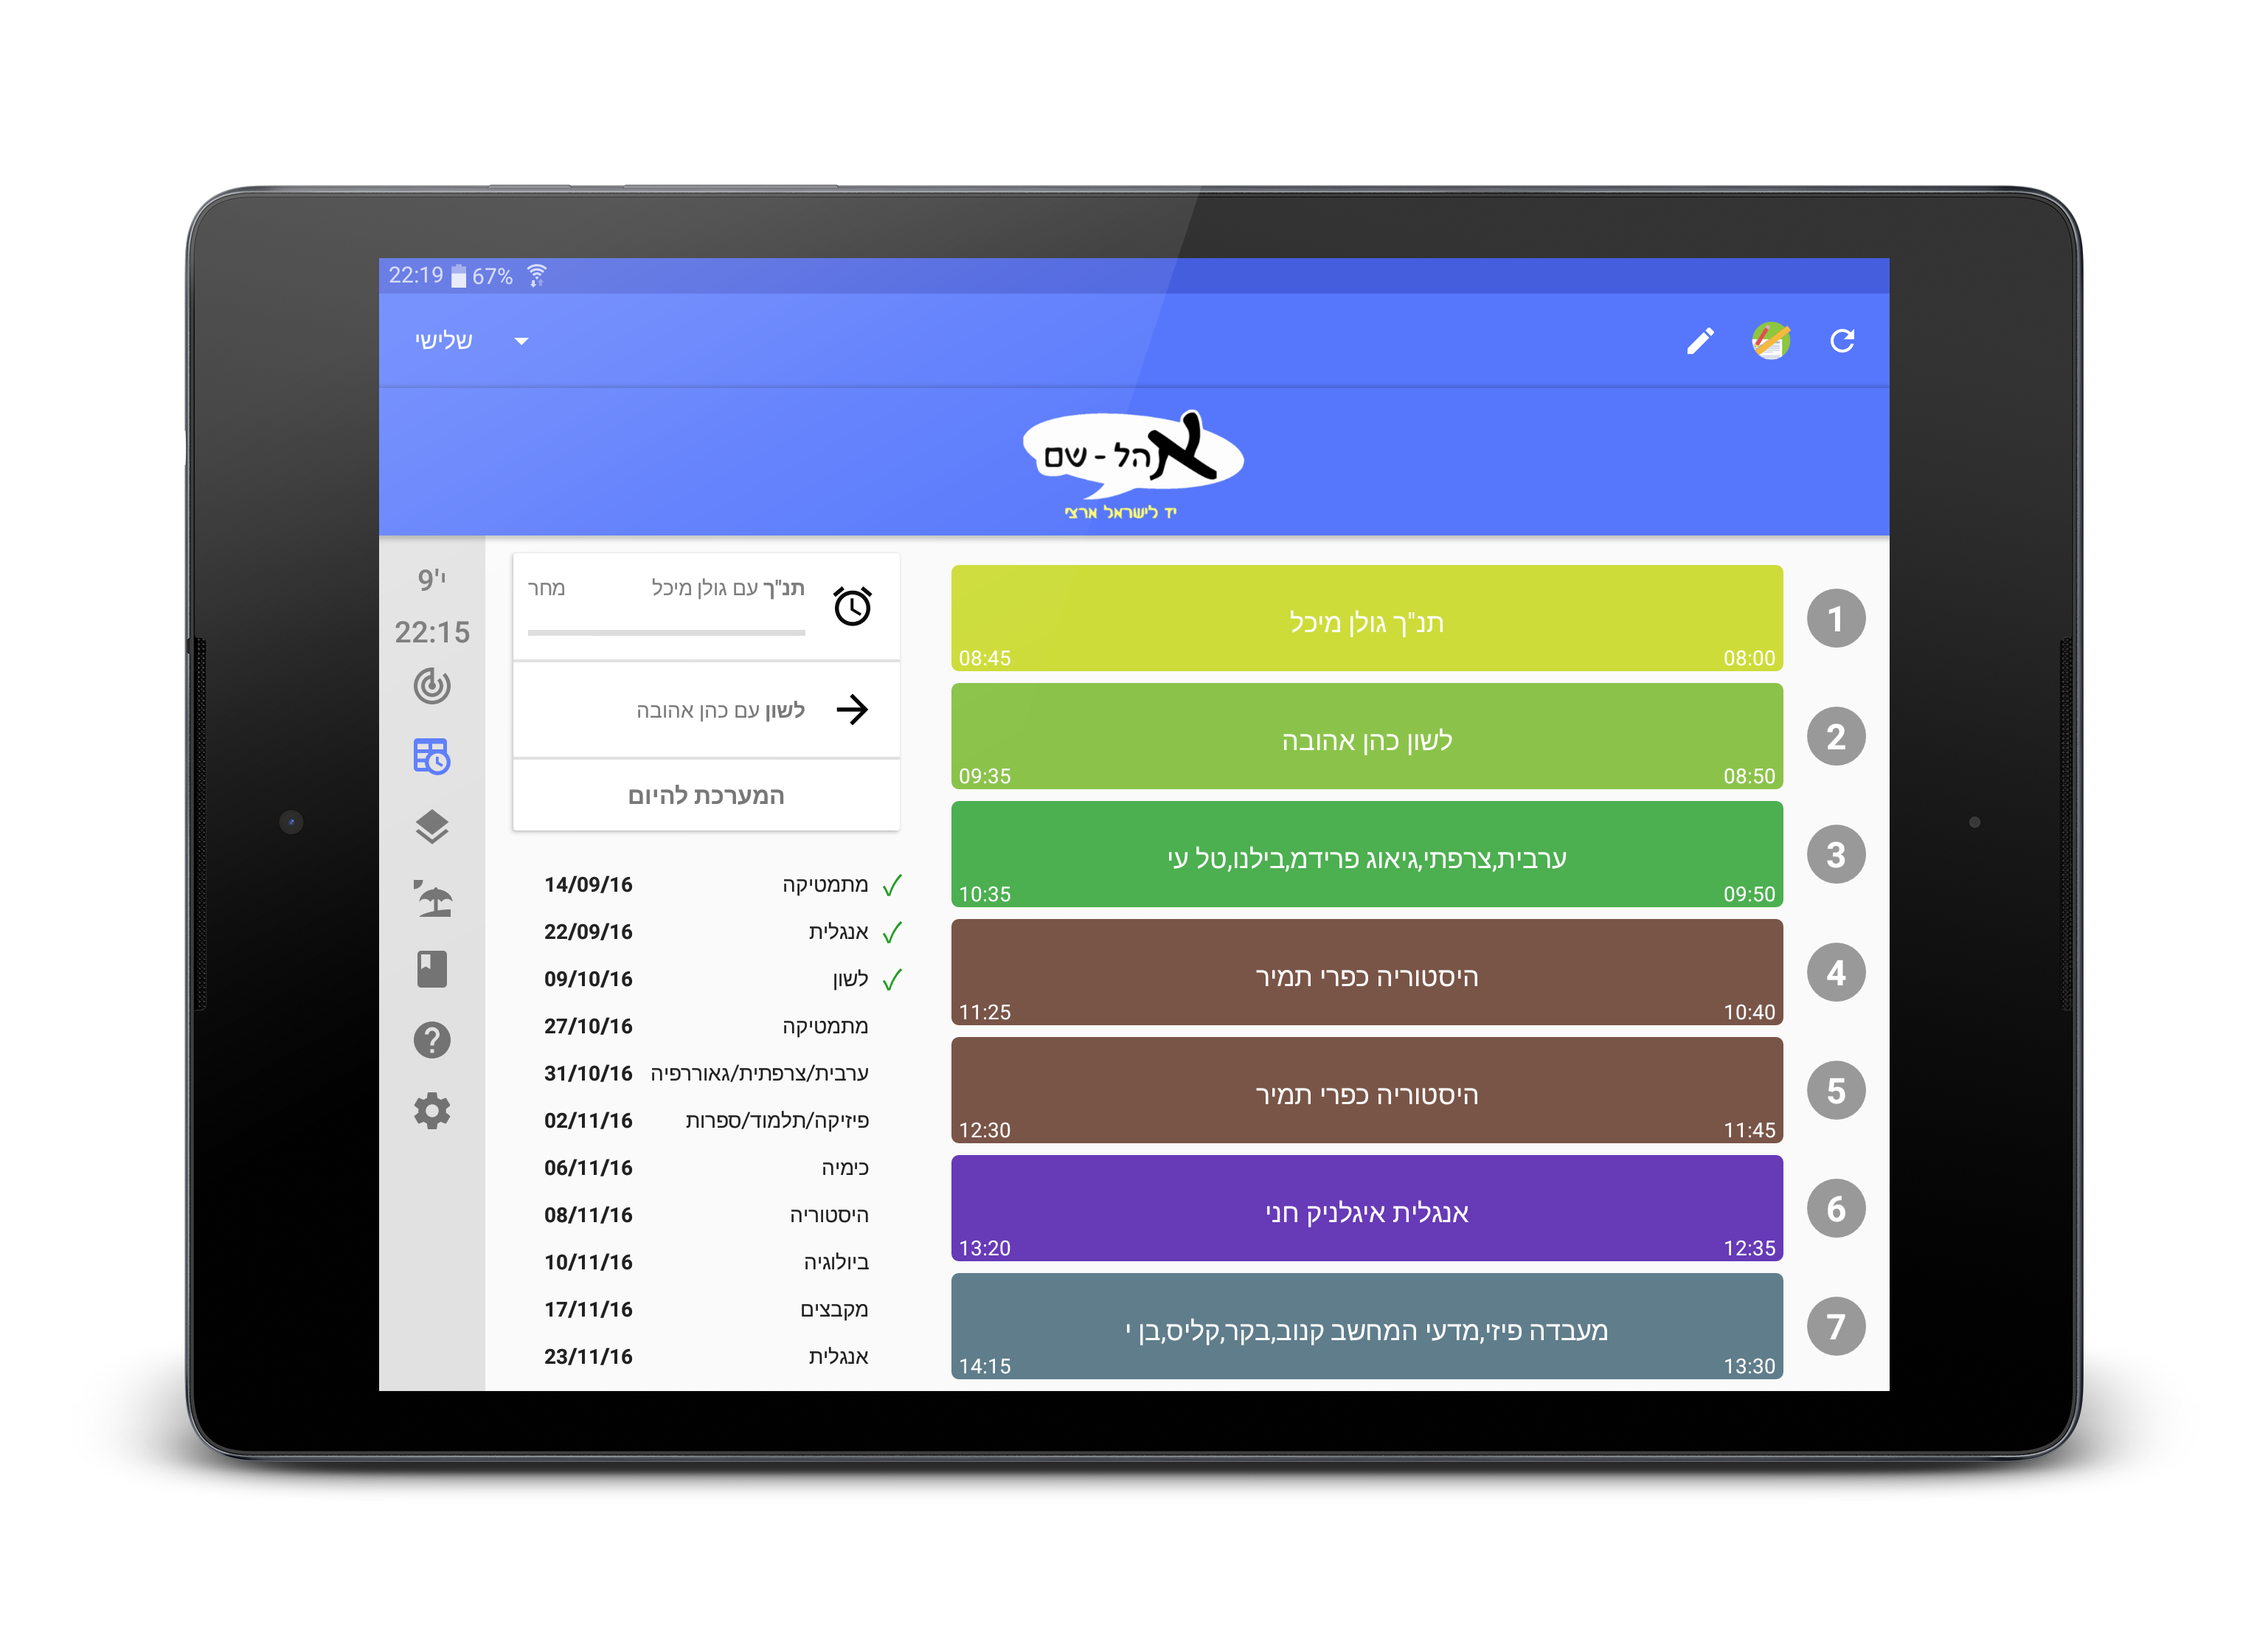 22:19 67%
שלישי
אהל - שם
יד לישראל ארצי
י'9
22:15
תנ"ך עם גולן מיכל מחר
לשון עם כהן אהובה
המערכת להיום
מתמטיקה 14/09/16
אנגלית 22/09/16
לשון 09/10/16
מתמטיקה 27/10/16
ערבית/צרפתית/גאוררפיה 31/10/16
פיזיקה/תלמוד/ספרות 02/11/16
כימיה 06/11/16
היסטוריה 08/11/16
ביולוגיה 10/11/16
מקבצים 17/11/16
אנגלית 23/11/16
1
תנ"ך גולן מיכל
08:00 08:45
2
לשון כהן אהובה
08:50 09:35
3
ערבית,צרפתי,גיאוג פרידמ,בילנו,טל עי
09:50 10:35
4
היסטוריה כפרי תמיר
10:40 11:25
5
היסטוריה כפרי תמיר
11:45 12:30
6
אנגלית איגלניק חני
12:35 13:20
7
מעבדה פיזי,מדעי המחשב קנוב,בקר,קליס,בן י
13:30 14:15